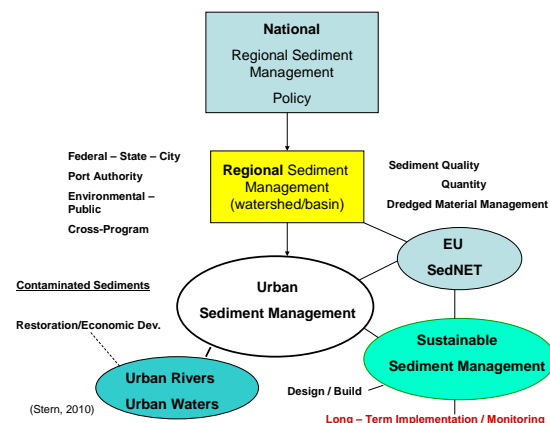 National
Regional Sediment
Management
Policy
Federal – State – City
Port Authority
Environmental –
Public
Cross-Program
Regional Sediment
Management
(watershed/basin)
Sediment Quality
Quantity
Dredged Material Management
EU
SedNET
Urban
Sediment Management
Contaminated Sediments
Restoration/Economic Dev.
Sustainable
Sediment Management
Urban Rivers
Urban Waters
Design / Build
(Stern, 2010)
Long – Term Implementation / Monitoring